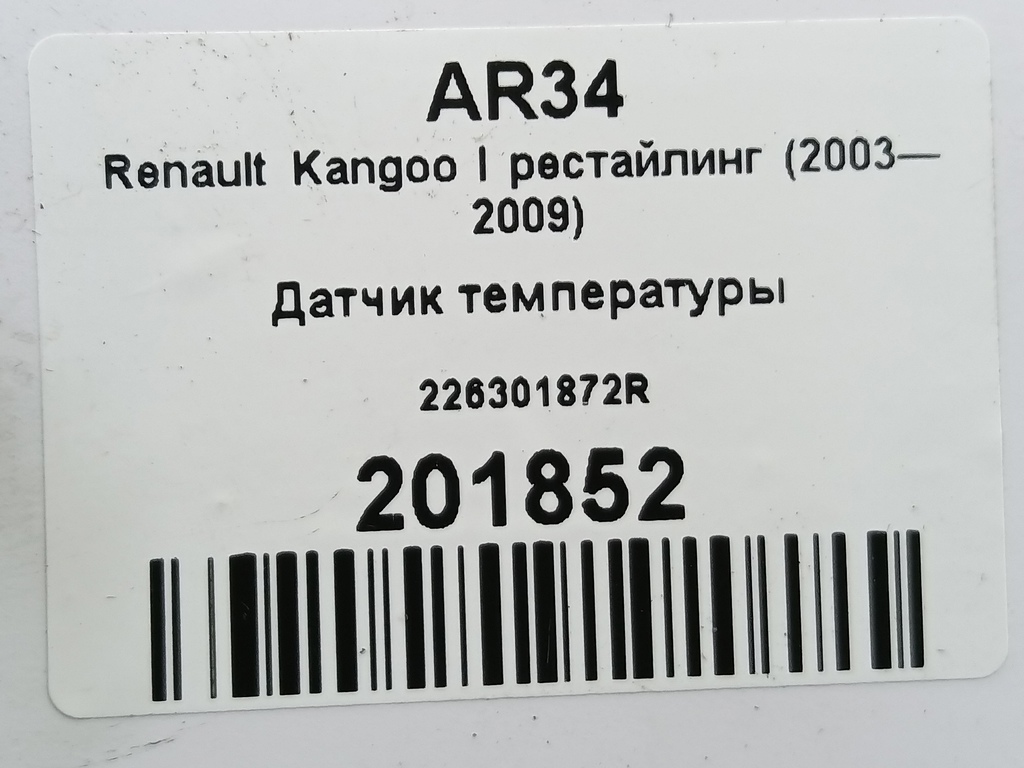 AR34
Renault Kangoo I рестайлинг (2003—
2009)
Датчик температуры
226301872R
201852